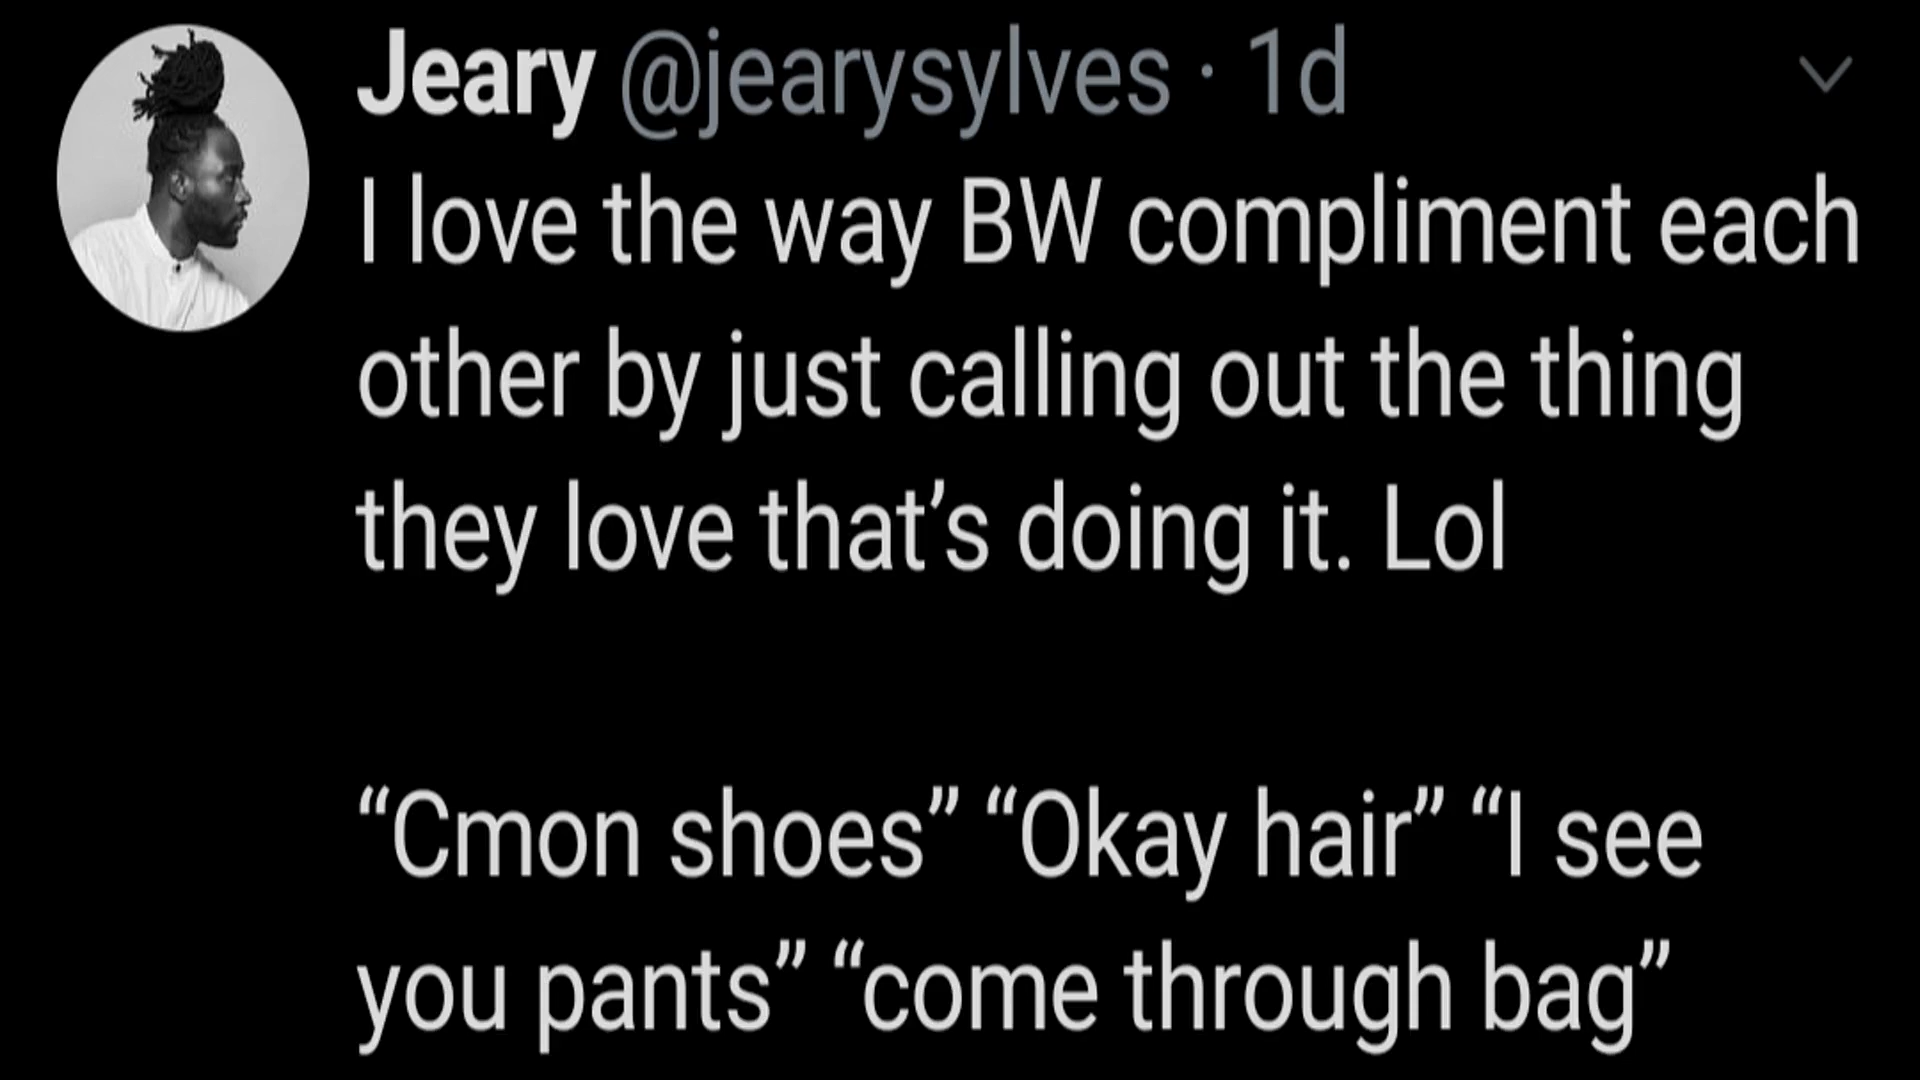 Jeary @jearysylves · 1d
I love the way BW compliment each
other by just calling out the thing
they love that’s doing it. Lol
“Cmon shoes” “Okay hair” “I see
you pants” “come through bag”